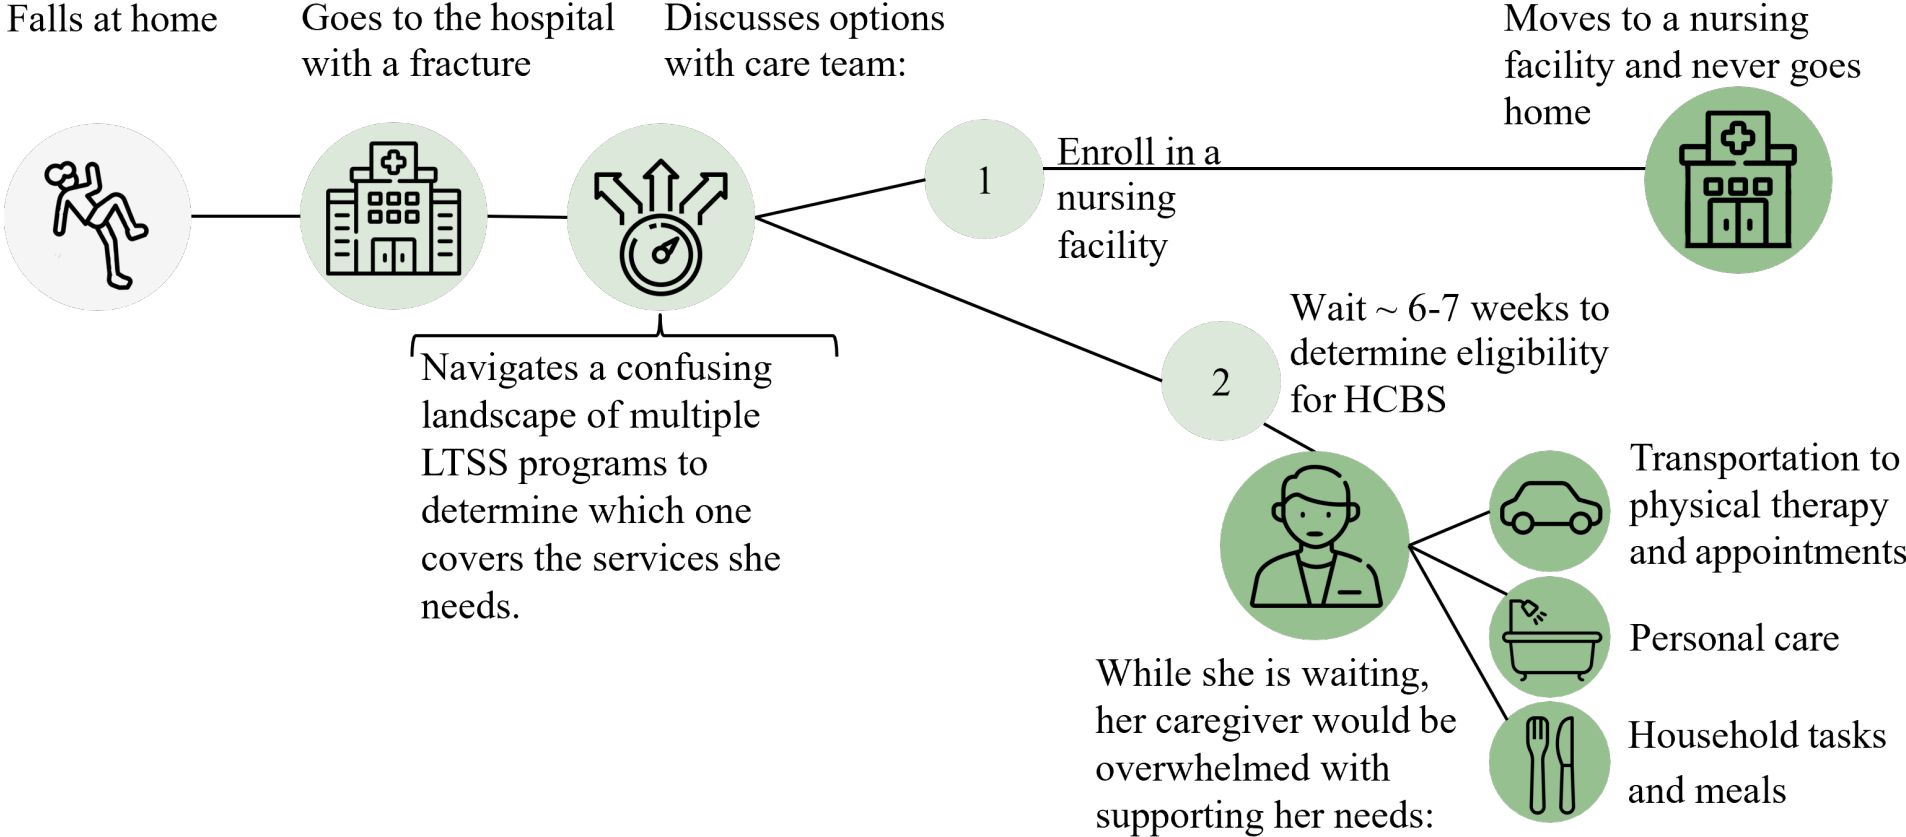 Falls at home
Goes to the hospital
with a fracture
Discusses options
with care team:
Navigates a confusing
landscape of multiple
LTSS programs to
determine which one
covers the services she
needs.
1
Enroll in a
nursing
facility
Moves to a nursing
facility and never goes
home
2
Wait ~ 6-7 weeks to
determine eligibility
for HCBS
While she is waiting,
her caregiver would be
overwhelmed with
supporting her needs:
Transportation to
physical therapy
and appointments
Personal care
Household tasks
and meals